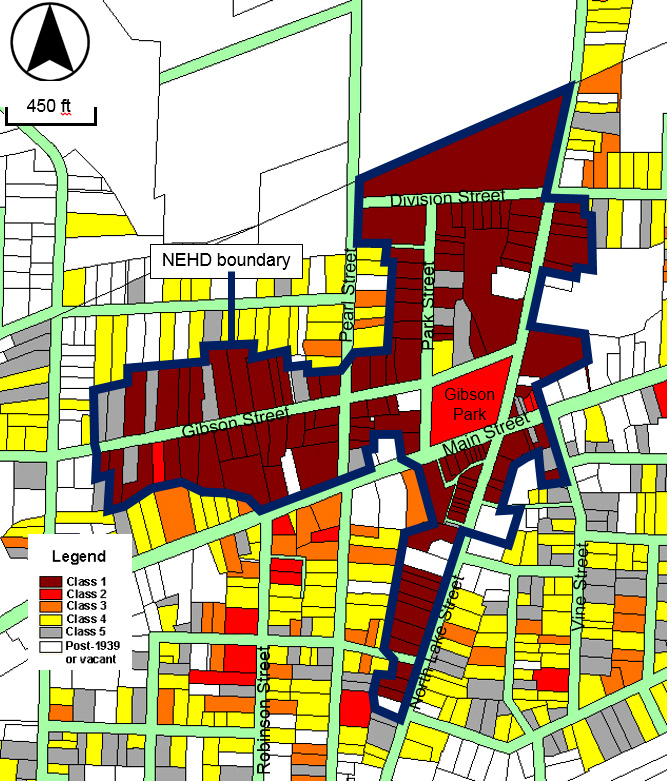 450 ft
Division Street
NEHD boundary
Pearl Street
Park Street
Gibson
Park
Gibson Street
Main Street
Legend
Class 1
Class 2
Class 3
Class 4
Class 5
Post-1939
or vacant
Robinson Street
North Lake Street
Vine Street